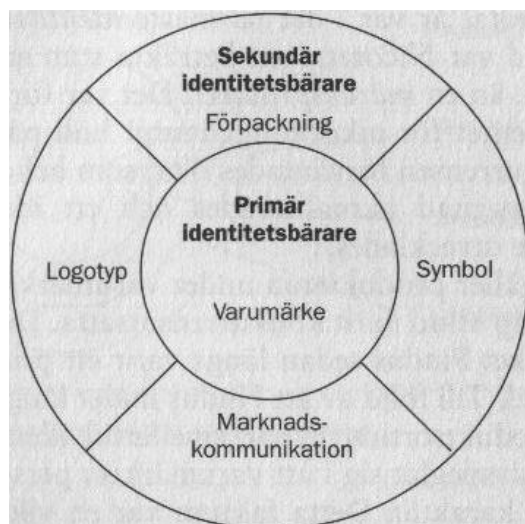 Sekundär
identitetsbärare
Förpackning
Primär
identitetsbärare
Logotyp
Symbol
Varumärke
Marknads-
kommunikation